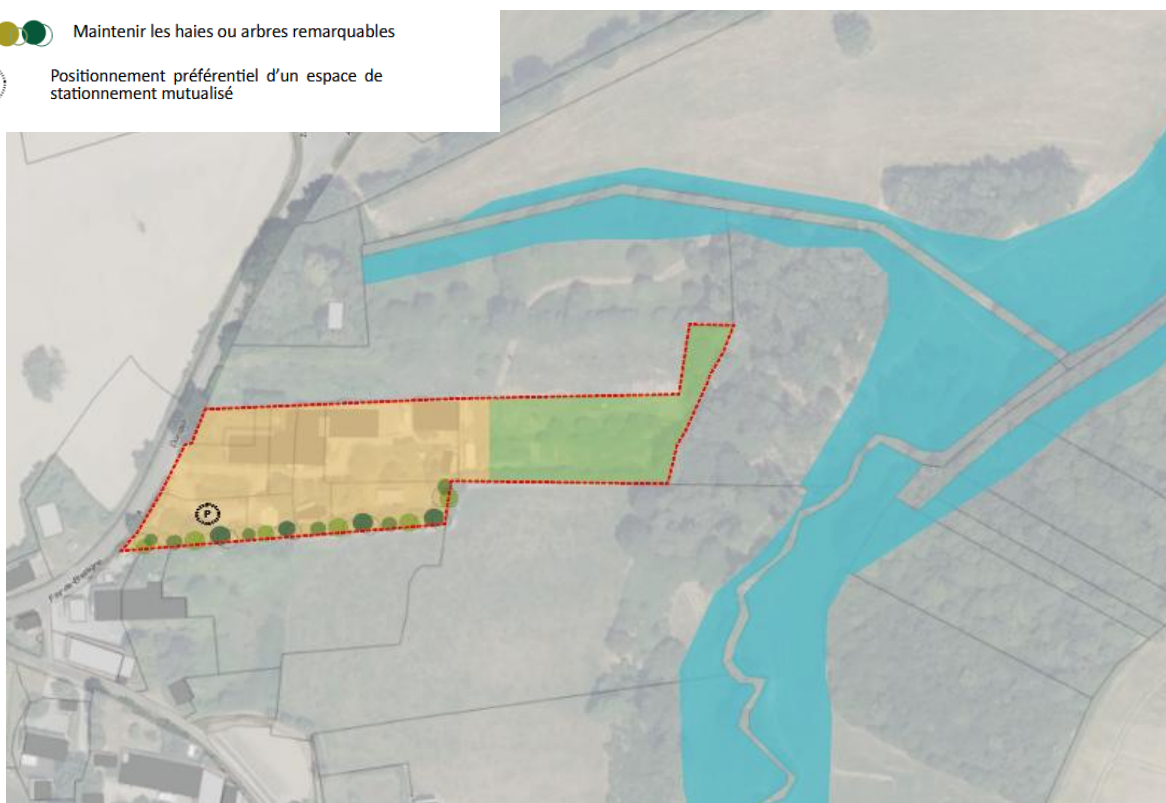 Maintenir les haies ou arbres remarquables
Positionnement préférentiel d'un espace de
stationnement mutualisé
P